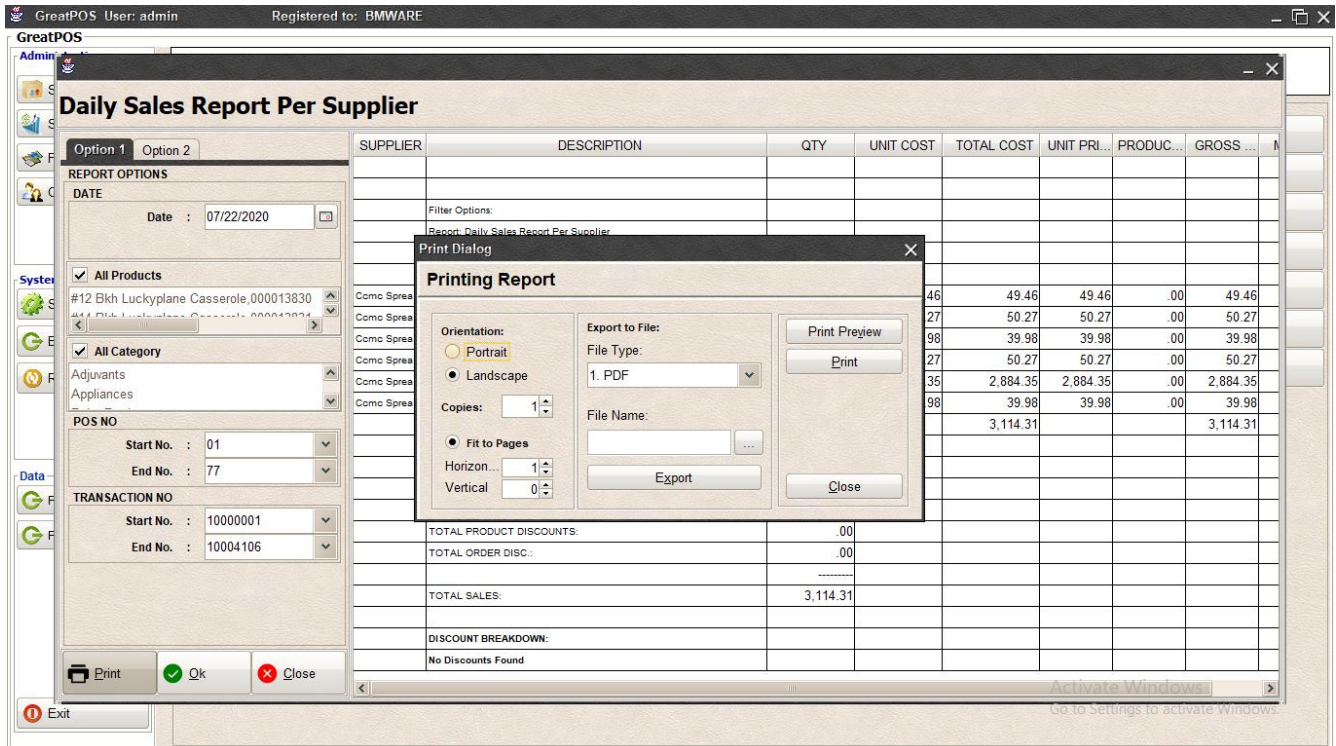 GreatPOS User: admin Registered to: BMWARE
GreatPOS
Daily Sales Report Per Supplier
Option 1 Option 2
REPORT OPTIONS
DATE
Date : 07/22/2020
All Products
#12 Bkh Luckyplane Casserole,000013830
All Category
Adjuvants
Appliances
POS NO
Start No. : 01
End No. : 77
TRANSACTION NO
Start No. : 10000001
End No. : 10004106
Print Ok Close
Exit
SUPPLIER DESCRIPTION QTY UNIT COST TOTAL COST UNIT PRI... PRODUC... GROSS ...
Filter Options:
Report: Daily Sales Report Per Supplier
46 49.46 49.46 .00 49.46
27 50.27 50.27 .00 50.27
98 39.98 39.98 .00 39.98
27 50.27 50.27 .00 50.27
35 2,884.35 2,884.35 .00 2,884.35
98 39.98 39.98 .00 39.98
3,114.31 3,114.31
TOTAL PRODUCT DISCOUNTS: .00
TOTAL ORDER DISC.: .00
---------
TOTAL SALES: 3,114.31
DISCOUNT BREAKDOWN:
No Discounts Found
Print Dialog
Printing Report
Orientation:
Portrait
Landscape
Copies: 1
Fit to Pages
Horizon... 1
Vertical 0
Export to File:
File Type:
1. PDF
File Name:
...
Export
Print Preview
Print
Close
Activate Windows
Go to Settings to activate Windows.